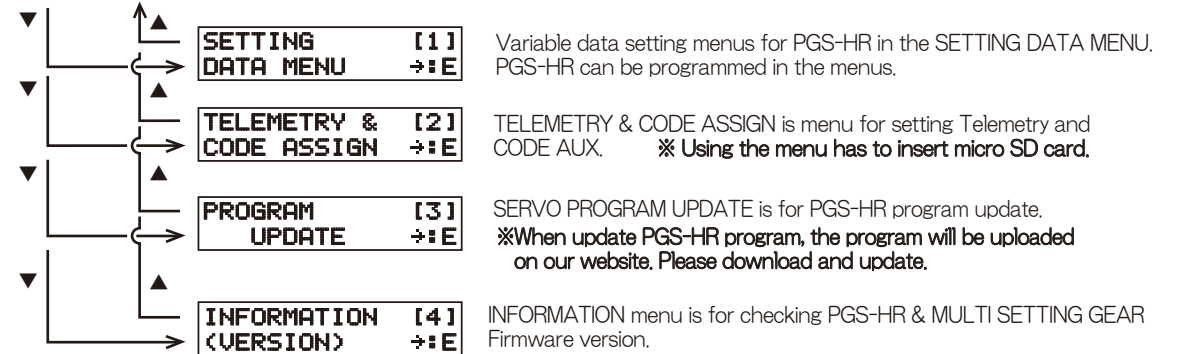 ▼ ▲
SETTING [1]
DATA MENU →:E
Variable data setting menus for PGS-HR in the SETTING DATA MENU.
PGS-HR can be programmed in the menus.
▼ ▲
TELEMETRY & [2]
CODE ASSIGN →:E
TELEMETRY & CODE ASSIGN is menu for setting Telemetry and
CODE AUX. ※ Using the menu has to insert micro SD card.
▼ ▲
PROGRAM [3]
UPDATE →:E
SERVO PROGRAM UPDATE is for PGS-HR program update.
※When update PGS-HR program, the program will be uploaded
on our website. Please download and update.
▼ ▲
INFORMATION [4]
(VERSION) →:E
INFORMATION menu is for checking PGS-HR & MULTI SETTING GEAR
Firmware version.